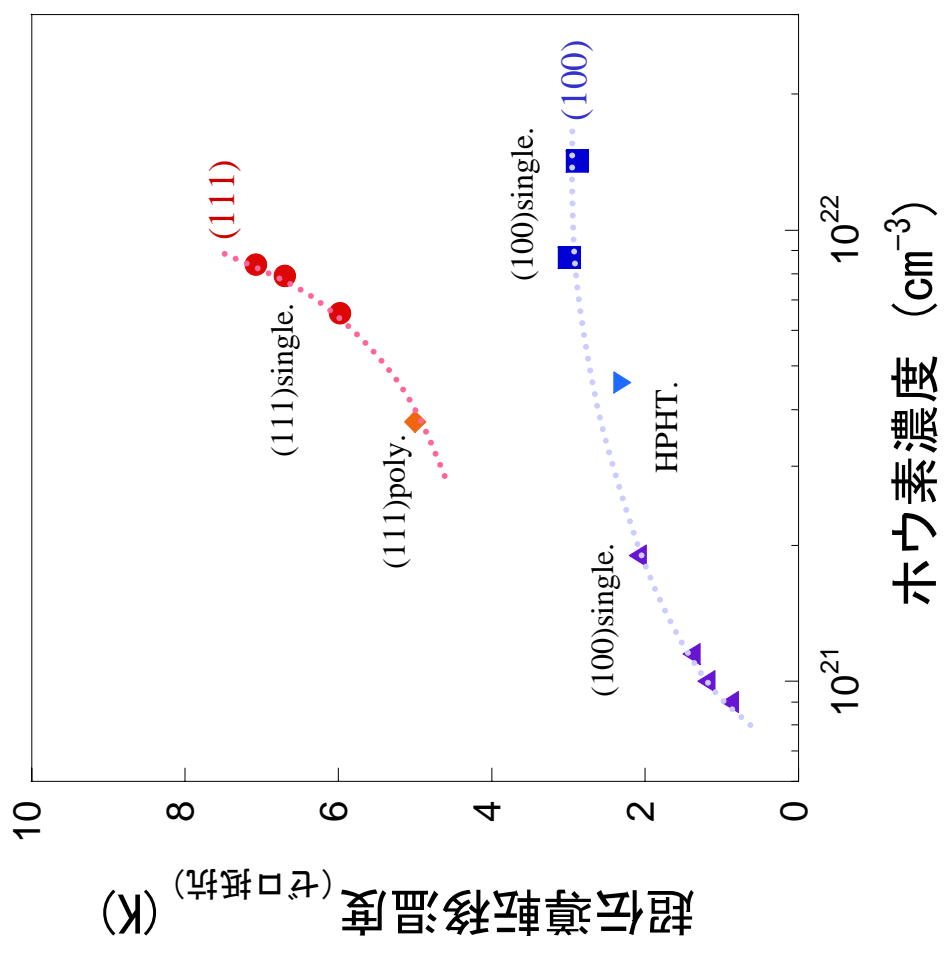 超伝導転移温度(ゼロ抵抗) (K)
10
8
6
4
2
0
(111)
(111)single.
(111)poly.
(100)
(100)single.
HPHT.
(100)single.
10²¹
10²²
ホウ素濃度 (cm⁻³)